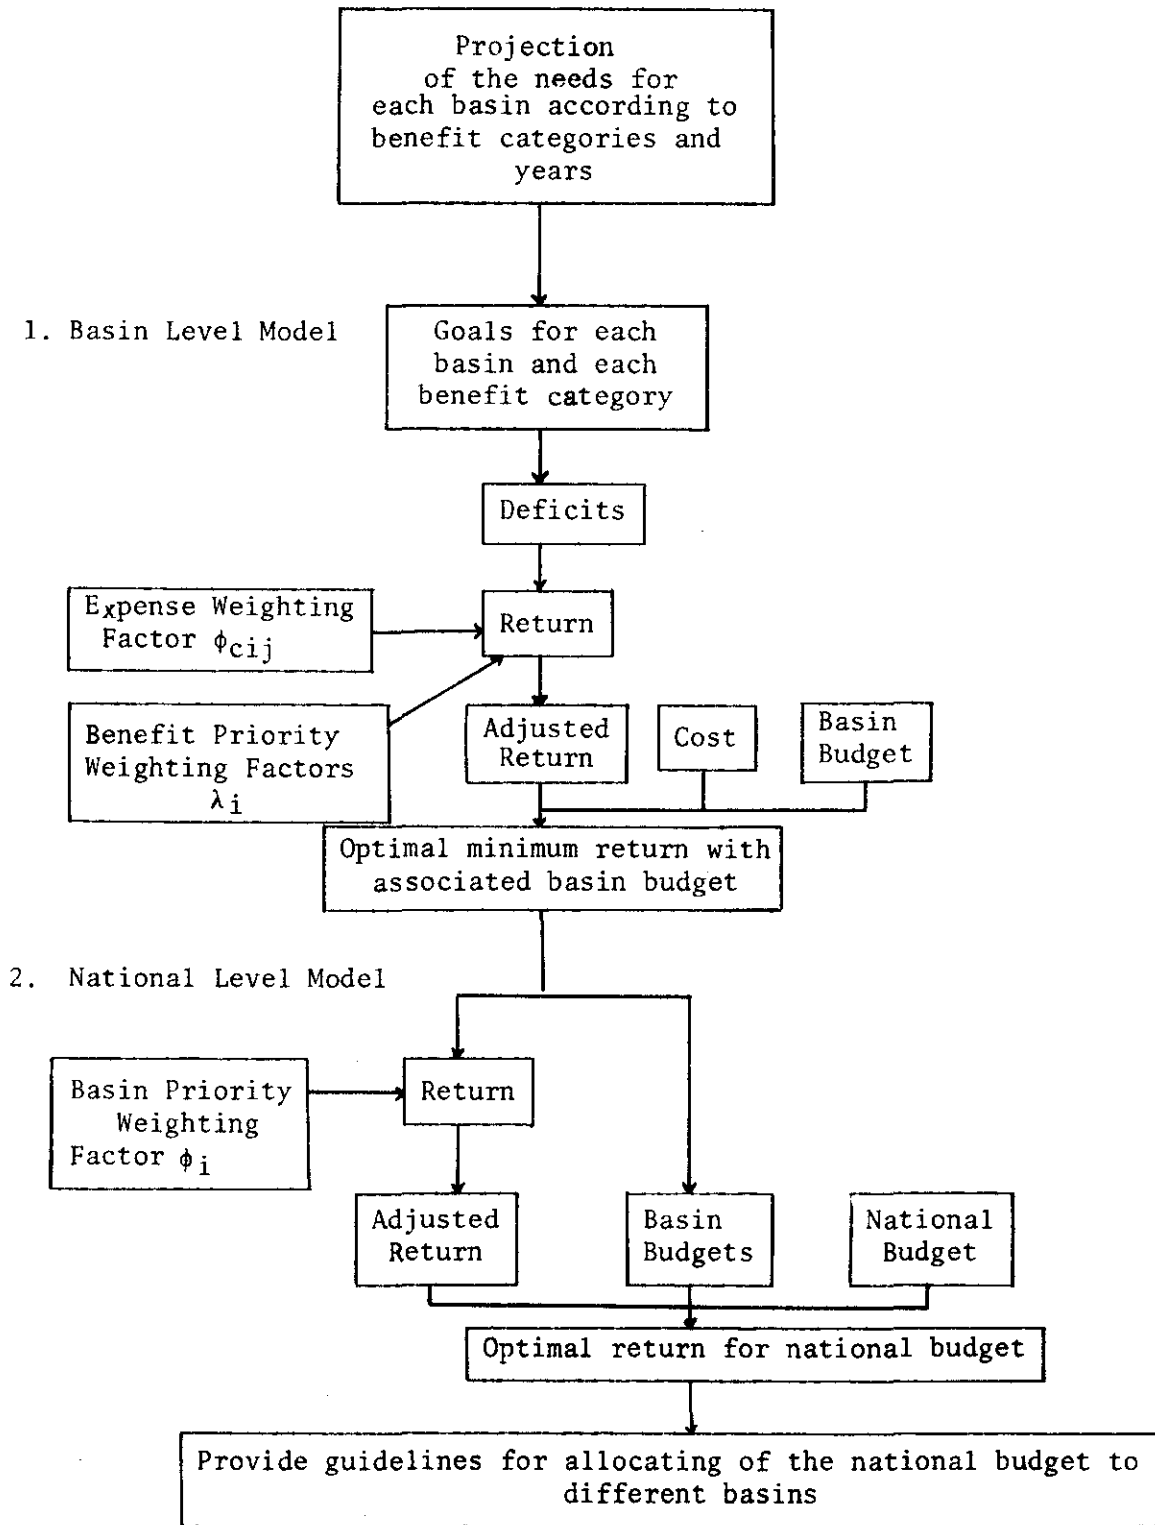 Projection
of the needs for
each basin according to
benefit categories and
years
1. Basin Level Model
Goals for each
basin and each
benefit category
Deficits
Expense Weighting
Factor ϕcij
Return
Benefit Priority
Weighting Factors
λi
Adjusted
Return
Cost
Basin
Budget
Optimal minimum return with
associated basin budget
2. National Level Model
Basin Priority
Weighting
Factor ϕi
Return
Adjusted
Return
Basin
Budgets
National
Budget
Optimal return for national budget
Provide guidelines for allocating of the national budget to
different basins